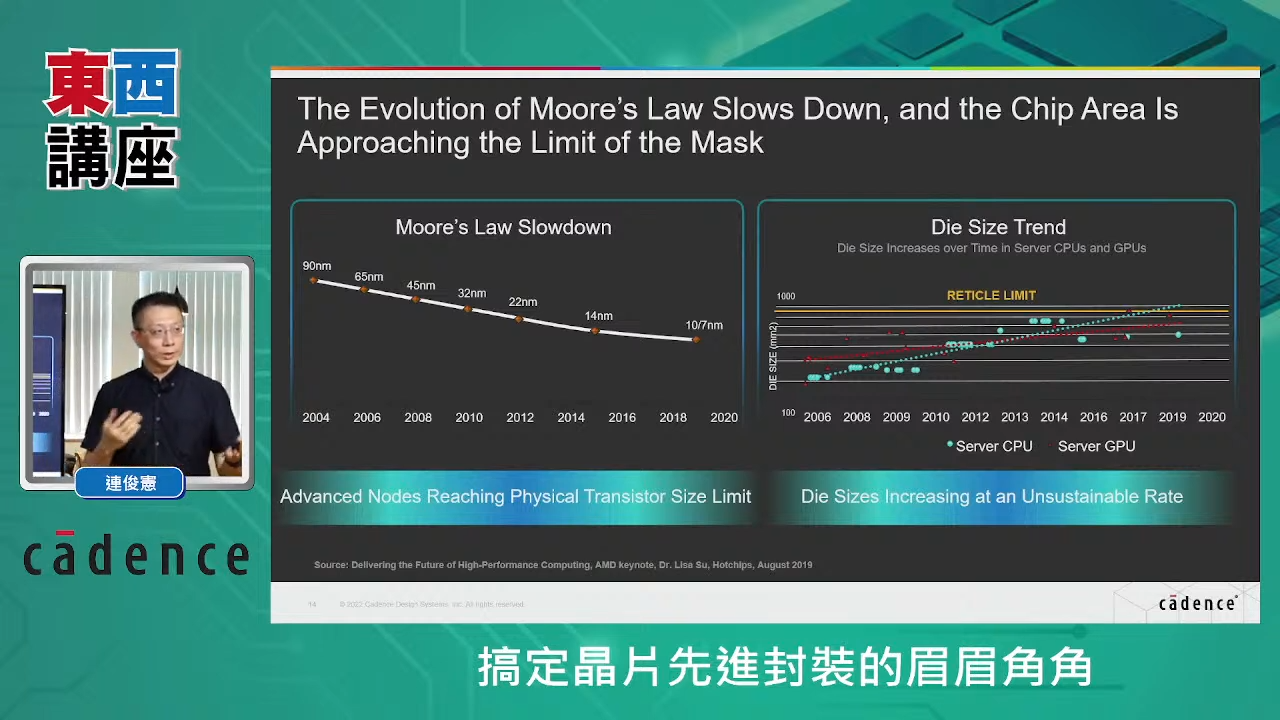 東西
講座
連俊憲
cādence
The Evolution of Moore's Law Slows Down, and the Chip Area Is
Approaching the Limit of the Mask
Moore's Law Slowdown
90nm
65nm
45nm
32nm
22nm
14nm
10/7nm
2004 2006 2008 2010 2012 2014 2016 2018 2020
Advanced Nodes Reaching Physical Transistor Size Limit
Die Size Trend
Die Size Increases over Time in Server CPUs and GPUs
1000
RETICLE LIMIT
DIE SIZE (mm2)
100
2006 2008 2009 2010 2012 2013 2014 2016 2017 2019 2020
Server CPU Server GPU
Die Sizes Increasing at an Unsustainable Rate
Source: Delivering the Future of High-Performance Computing, AMD keynote, Dr. Lisa Su, Hotchips, August 2019
14 © 2022 Cadence Design Systems, Inc. All rights reserved.
cādence®
搞定晶片先進封裝的眉眉角角